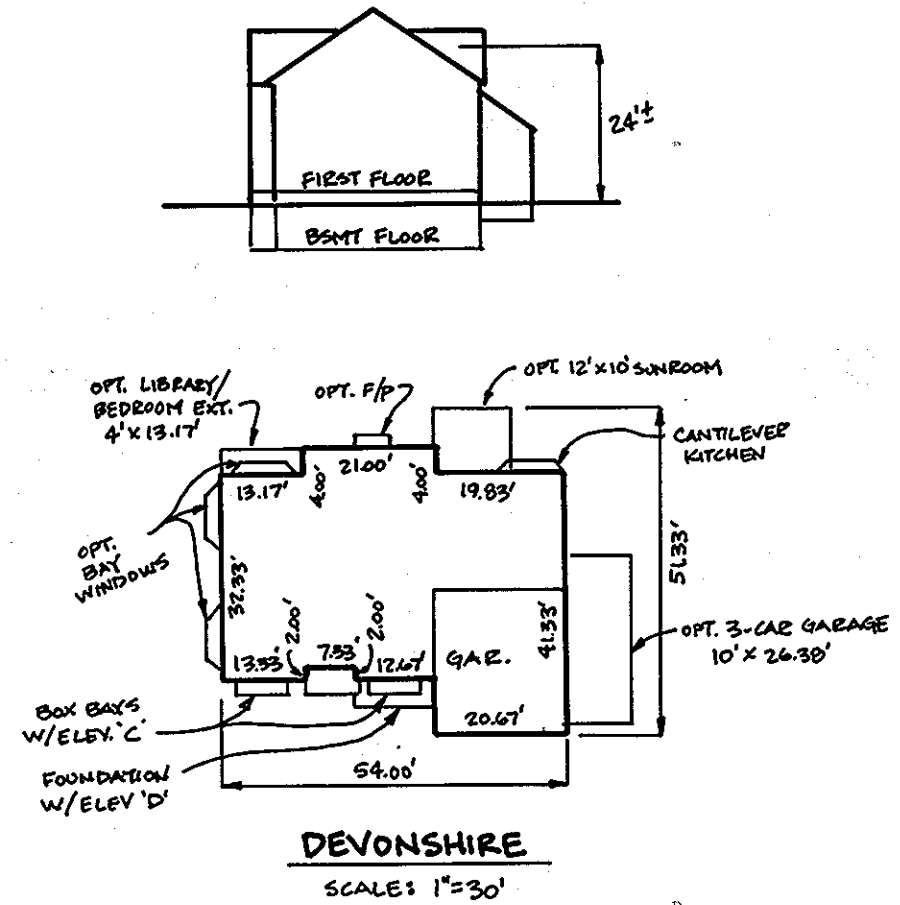 24'±
FIRST FLOOR
BSMT FLOOR
OPT. LIBRARY/
BEDROOM EXT.
4' X 13.17'
OPT. F/P
OPT. 12' X 10' SUNROOM
CANTILEVER
KITCHEN
13.17'
4.00'
21.00'
4.00'
19.83'
OPT.
BAY
WINDOWS
32.33'
51.33'
41.33'
OPT. 3-CAR GARAGE
10' X 26.38'
13.33'
2.00'
7.33'
2.00'
12.67'
GAR.
20.67'
BOX BAYS
W/ELEV. 'C'
FOUNDATION
W/ELEV 'D'
54.00'
DEVONSHIRE
SCALE: 1"=30'